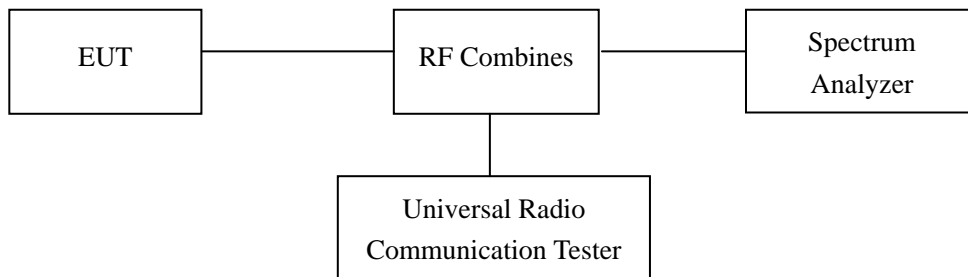 EUT
RF Combines
Spectrum
Analyzer
Universal Radio
Communication Tester